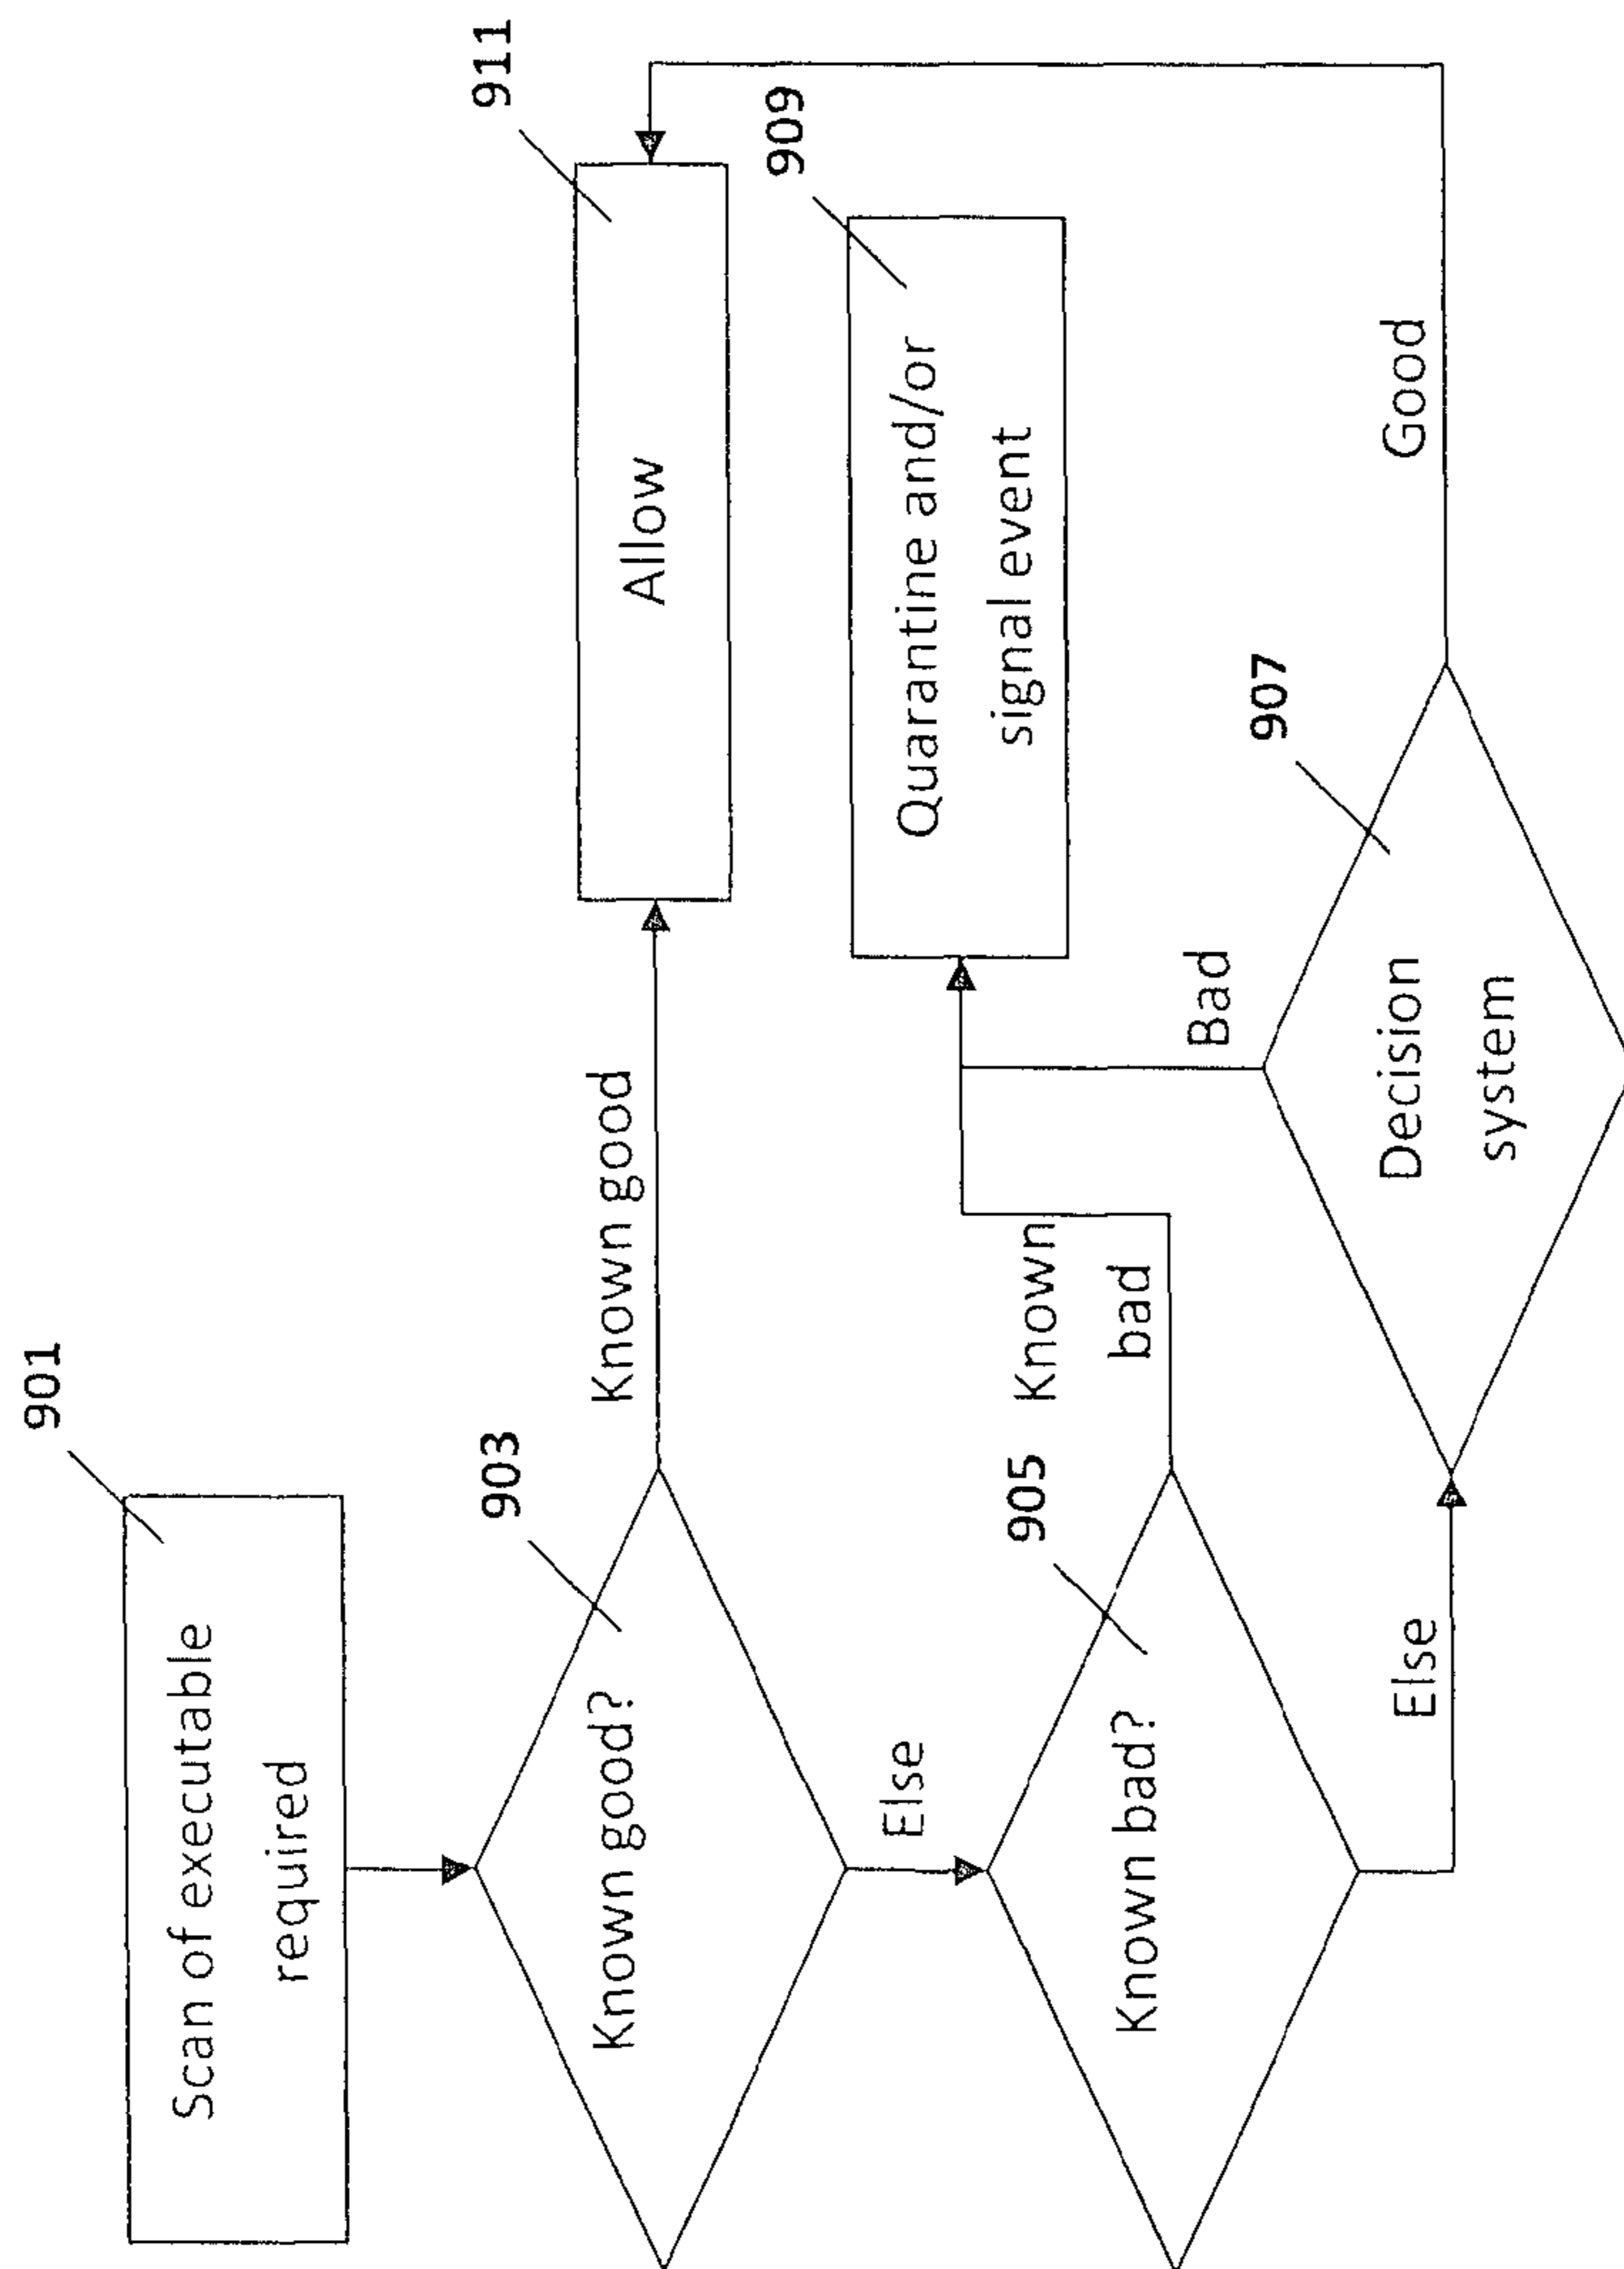 901
Scan of executable
required
903
Known good?
Known good
911
Allow
Else
905
Known bad?
Known
bad
909
Quarantine and/or
signal event
Else
907
Decision
system
Bad
Good